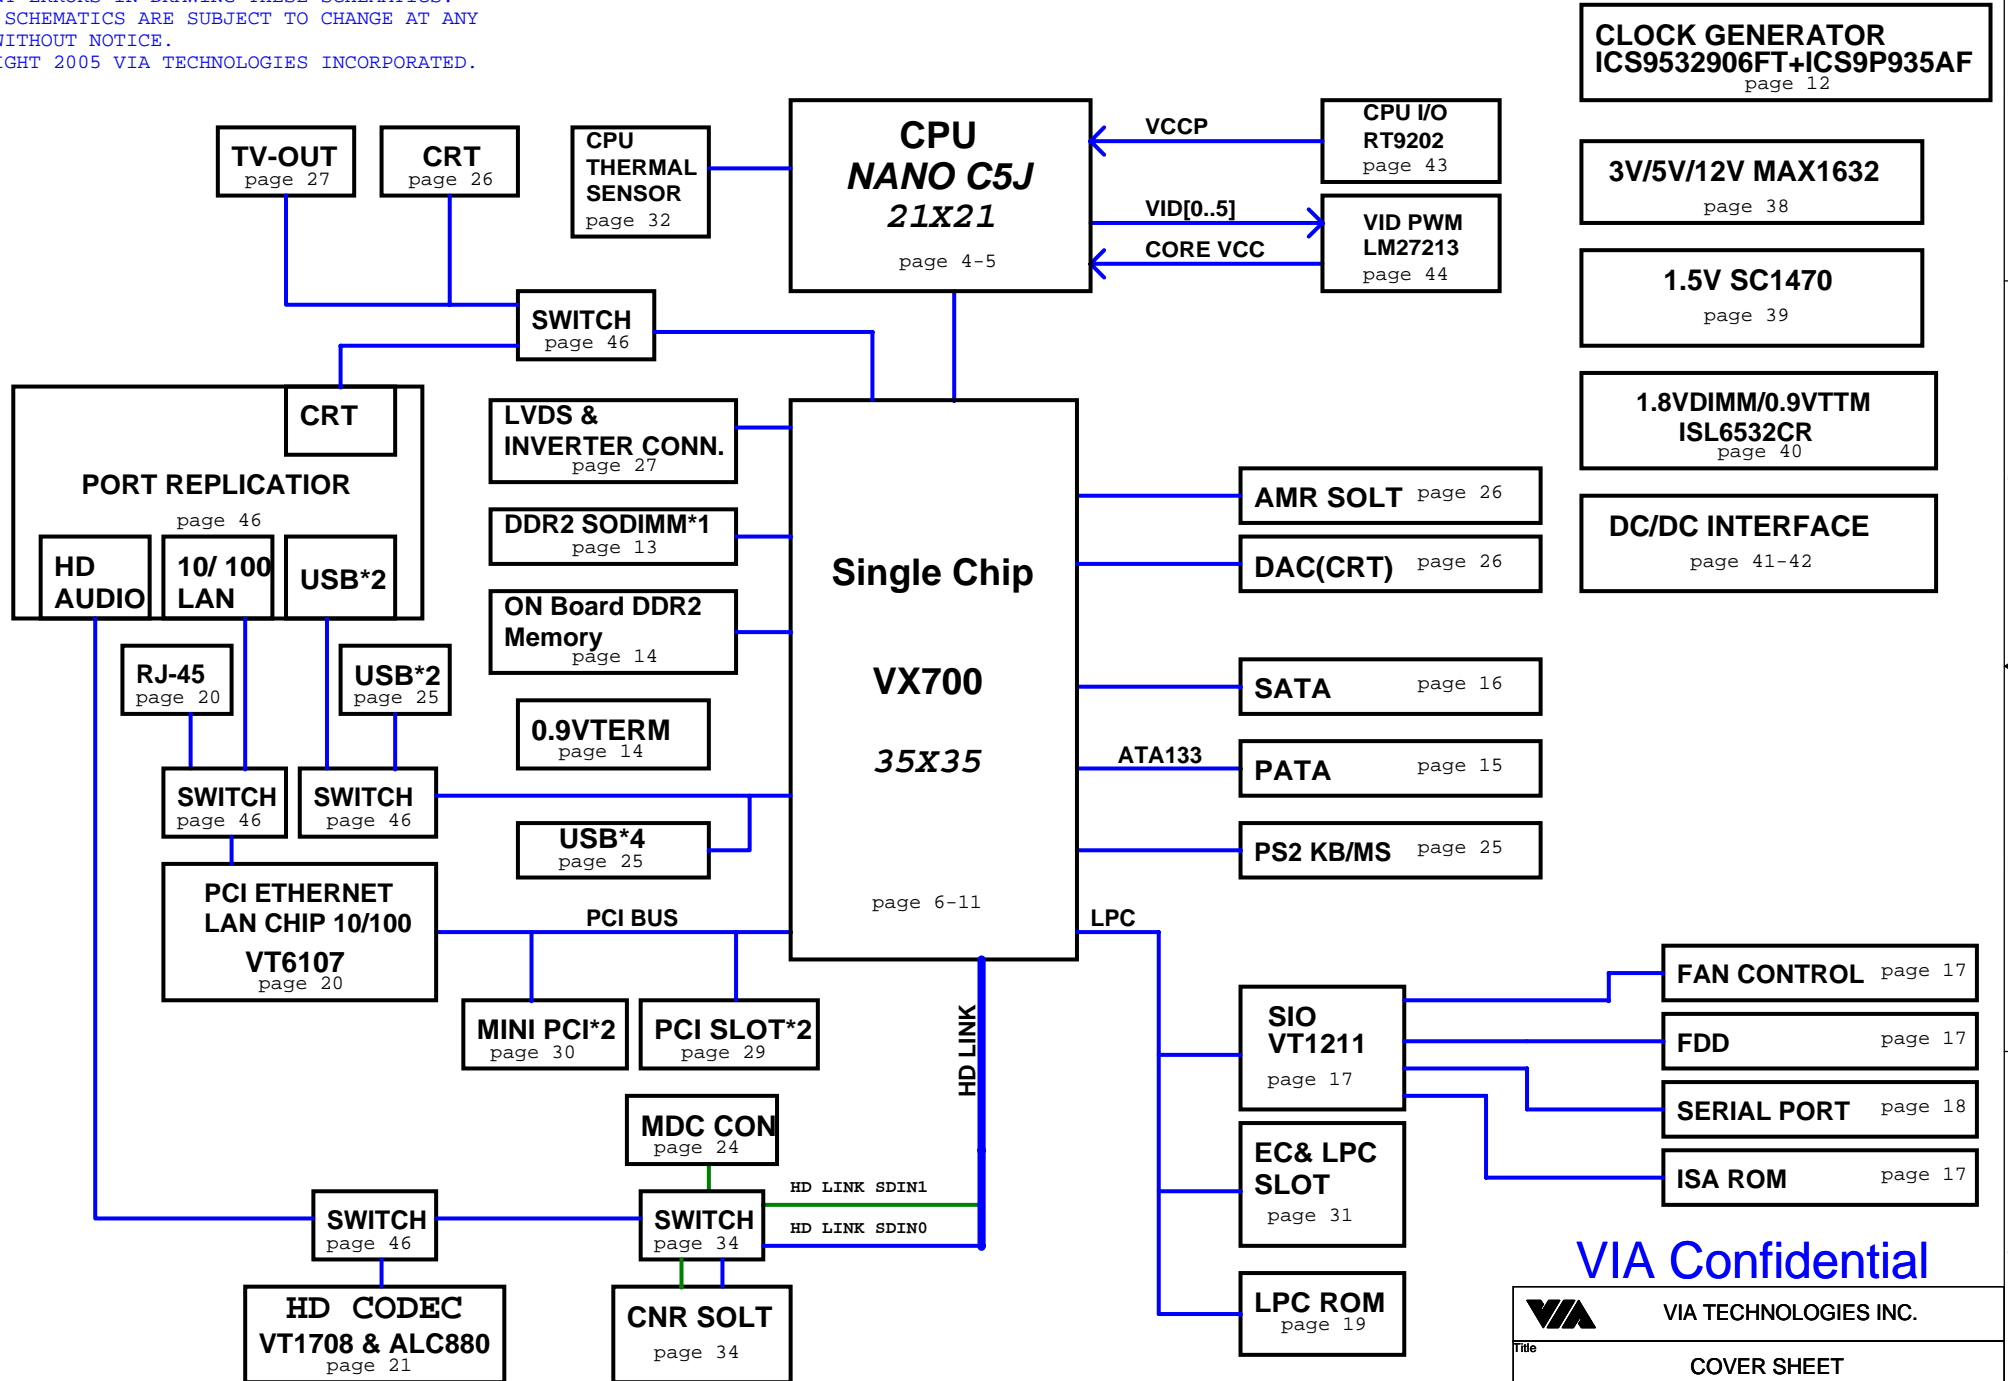 SCHEMATICS ARE SUBJECT TO CHANGE AT ANY
WITHOUT NOTICE.
2005 VIA TECHNOLOGIES INCORPORATED.
CLOCK GENERATOR
ICS9532906FT+ICS9P935AF
page 12
TV-OUT
page 27
CRT
page 26
CPU
THERMAL
SENSOR
page 32
CPU
NANO C5J
21X21
page 4-5
VCCP
VID[0..5]
CORE VCC
CPU I/O
RT9202
page 43
VID PWM
LM27213
page 44
3V/5V/12V MAX1632
page 38
1.5V SC1470
page 39
1.8VDIMM/0.9VTTM
ISL6532CR
page 40
DC/DC INTERFACE
page 41-42
SWITCH
page 46
CRT
PORT REPLICATIOR
page 46
HD
AUDIO
10/ 100
LAN
USB*2
LVDS &
INVERTER CONN.
page 27
DDR2 SODIMM*1
page 13
ON Board DDR2
Memory
page 14
0.9VTERM
page 14
RJ-45
page 20
USB*2
page 25
SWITCH
page 46
SWITCH
page 46
USB*4
page 25
Single Chip
VX700
35X35
page 6-11
AMR SOLT page 26
DAC(CRT) page 26
SATA page 16
ATA133
PATA page 15
PS2 KB/MS page 25
PCI ETHERNET
LAN CHIP 10/100
VT6107
page 20
PCI BUS
LPC
MINI PCI*2
page 30
PCI SLOT*2
page 29
HD LINK
SIO
VT1211
page 17
FAN CONTROL page 17
FDD page 17
SERIAL PORT page 18
ISA ROM page 17
MDC CON
page 24
EC& LPC
SLOT
page 31
HD LINK SDIN1
HD LINK SDIN0
SWITCH
page 46
SWITCH
page 34
HD CODEC
VT1708 & ALC880
page 21
CNR SOLT
page 34
LPC ROM
page 19
VIA Confidential
VIA
VIA TECHNOLOGIES INC.
Title
COVER SHEET